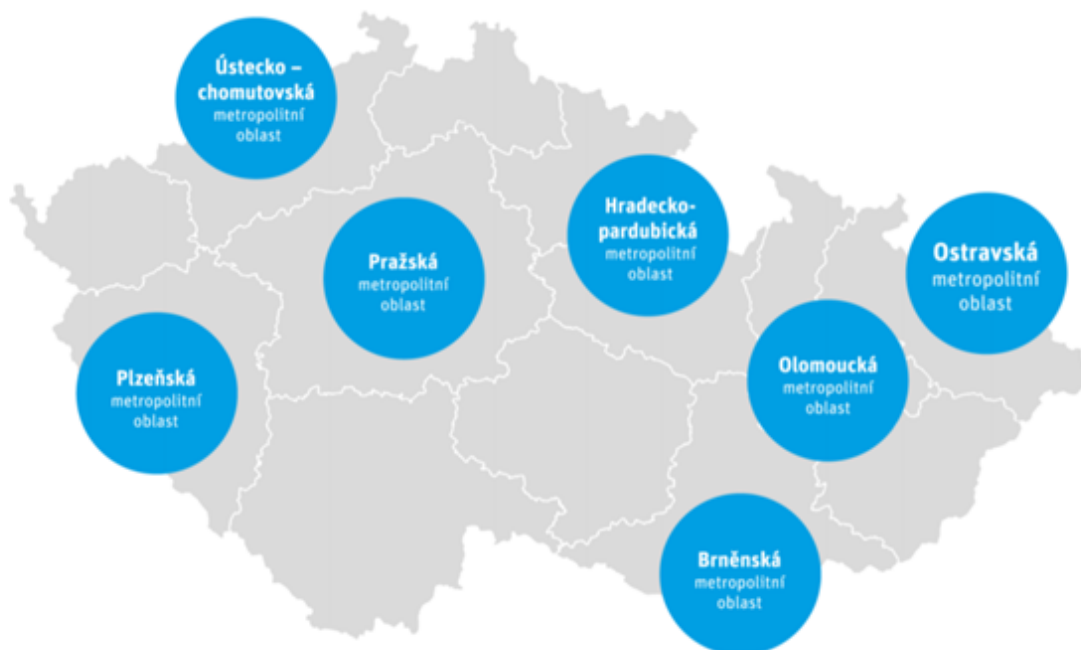 Ústecko –
chomutovská
metropolitní
oblast
Hradecko-
pardubická
metropolitní
oblast
Pražská
metropolitní
oblast
Ostravská
metropolitní
oblast
Plzeňská
metropolitní
oblast
Olomoucká
metropolitní
oblast
Brněnská
metropolitní
oblast